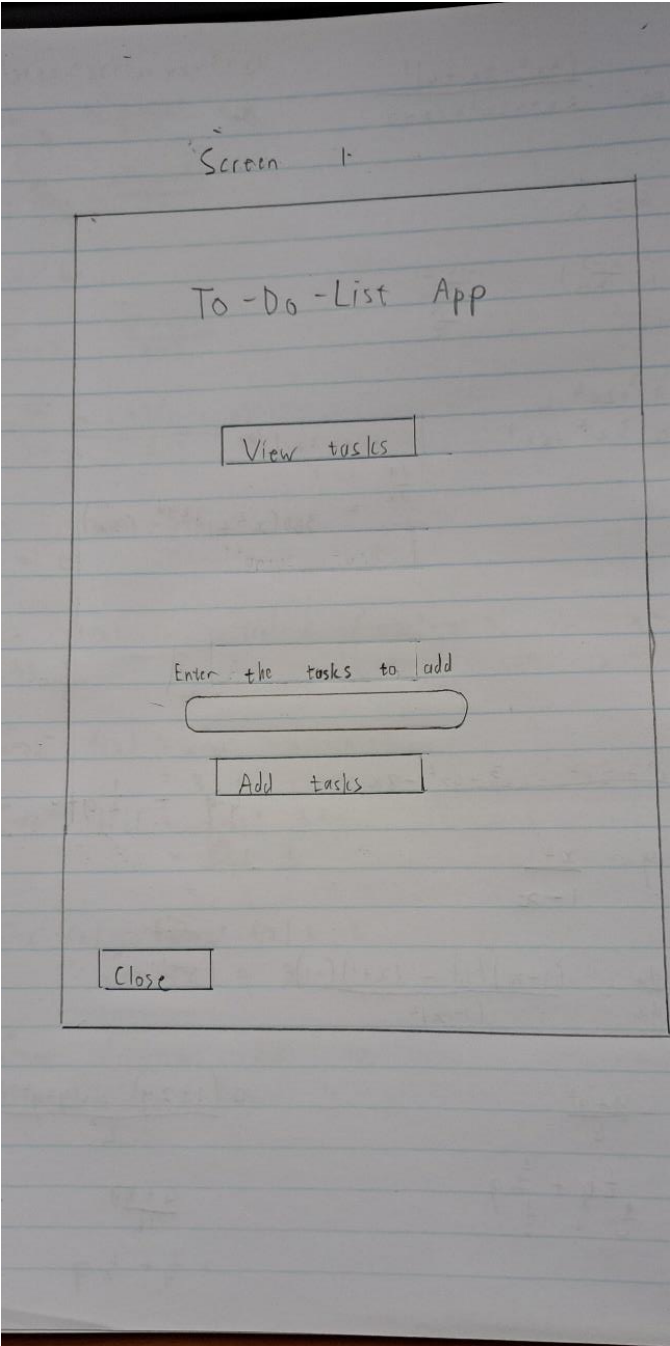 Screen 1
To-Do-List App
View tasks
Enter the tasks to add
Add tasks
Close